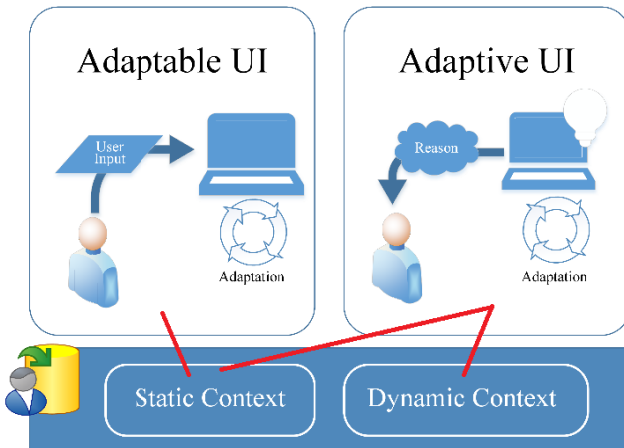 Adaptable UI
User
Input
Adaptation
Adaptive UI
Reason
Adaptation
Static Context
Dynamic Context